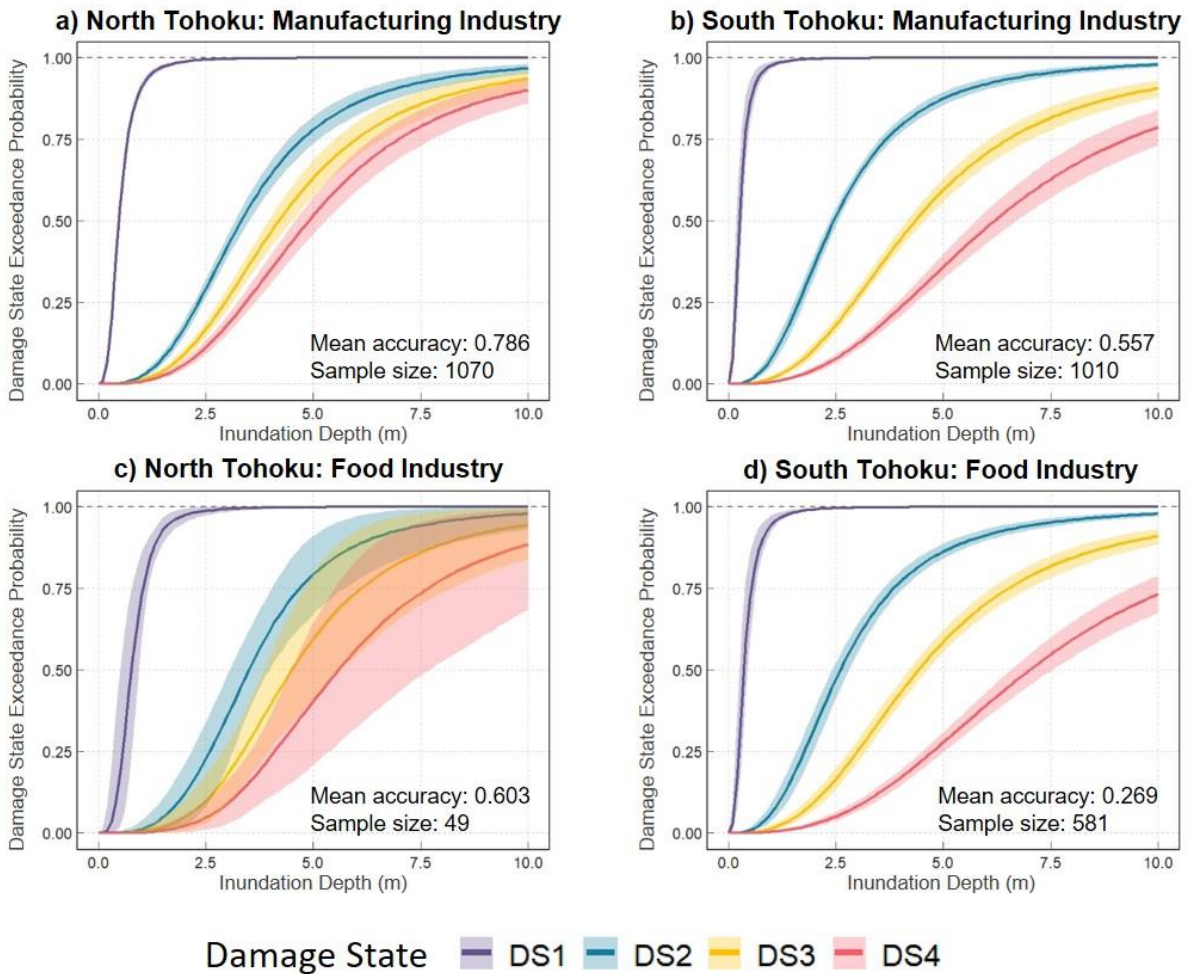 a) North Tohoku: Manufacturing Industry
Damage State Exceedance Probability
1.00
0.75
0.50
0.25
0.00
Mean accuracy: 0.786
Sample size: 1070
0.0 2.5 5.0 7.5 10.0
Inundation Depth (m)
b) South Tohoku: Manufacturing Industry
Damage State Exceedance Probability
1.00
0.75
0.50
0.25
0.00
Mean accuracy: 0.557
Sample size: 1010
0.0 2.5 5.0 7.5 10.0
Inundation Depth (m)
c) North Tohoku: Food Industry
Damage State Exceedance Probability
1.00
0.75
0.50
0.25
0.00
Mean accuracy: 0.603
Sample size: 49
0.0 2.5 5.0 7.5 10.0
Inundation Depth (m)
d) South Tohoku: Food Industry
Damage State Exceedance Probability
1.00
0.75
0.50
0.25
0.00
Mean accuracy: 0.269
Sample size: 581
0.0 2.5 5.0 7.5 10.0
Inundation Depth (m)
Damage State DS1 DS2 DS3 DS4